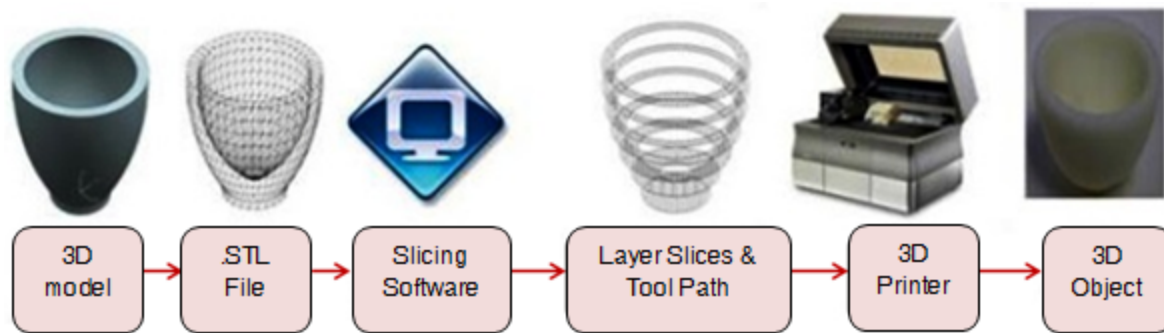 3D
model
.STL
File
Slicing
Software
Layer Slices &
Tool Path
3D
Printer
3D
Object